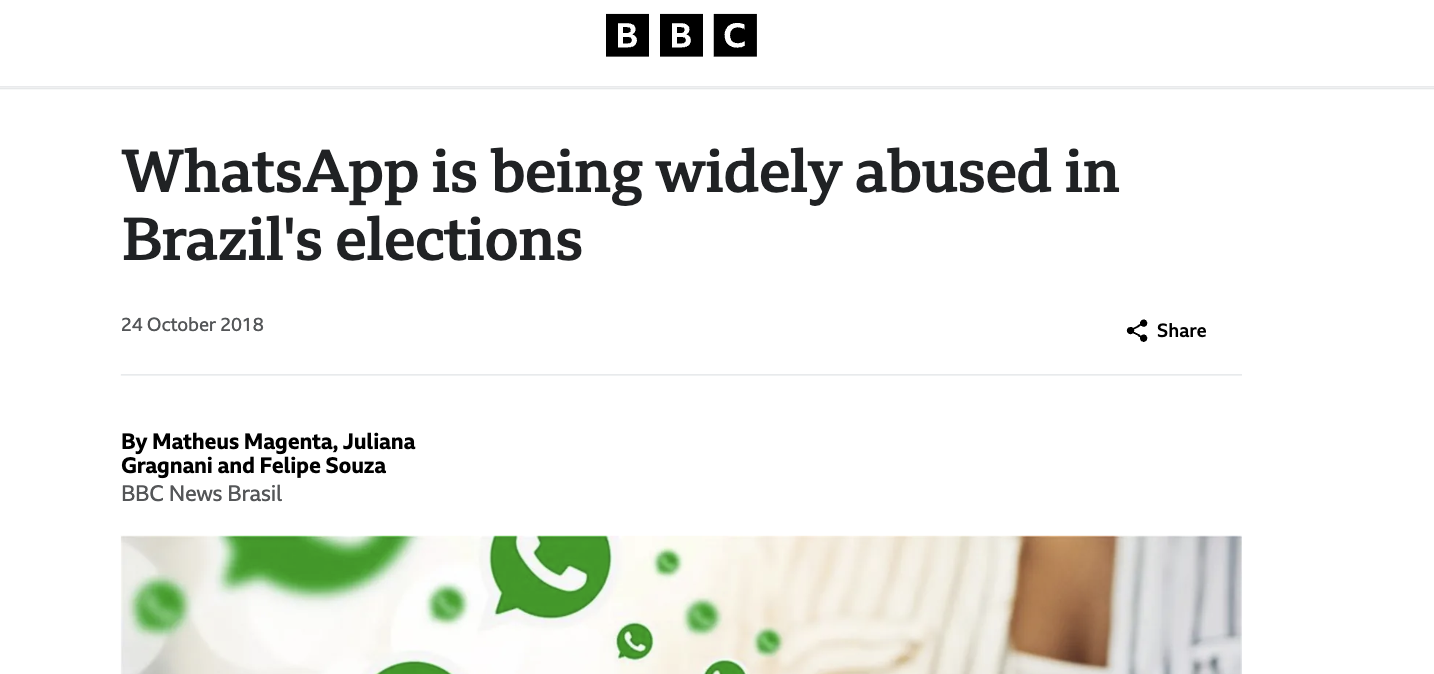 BBC
WhatsApp is being widely abused in
Brazil's elections
24 October 2018
Share
By Matheus Magenta, Juliana
Gragnani and Felipe Souza
BBC News Brasil